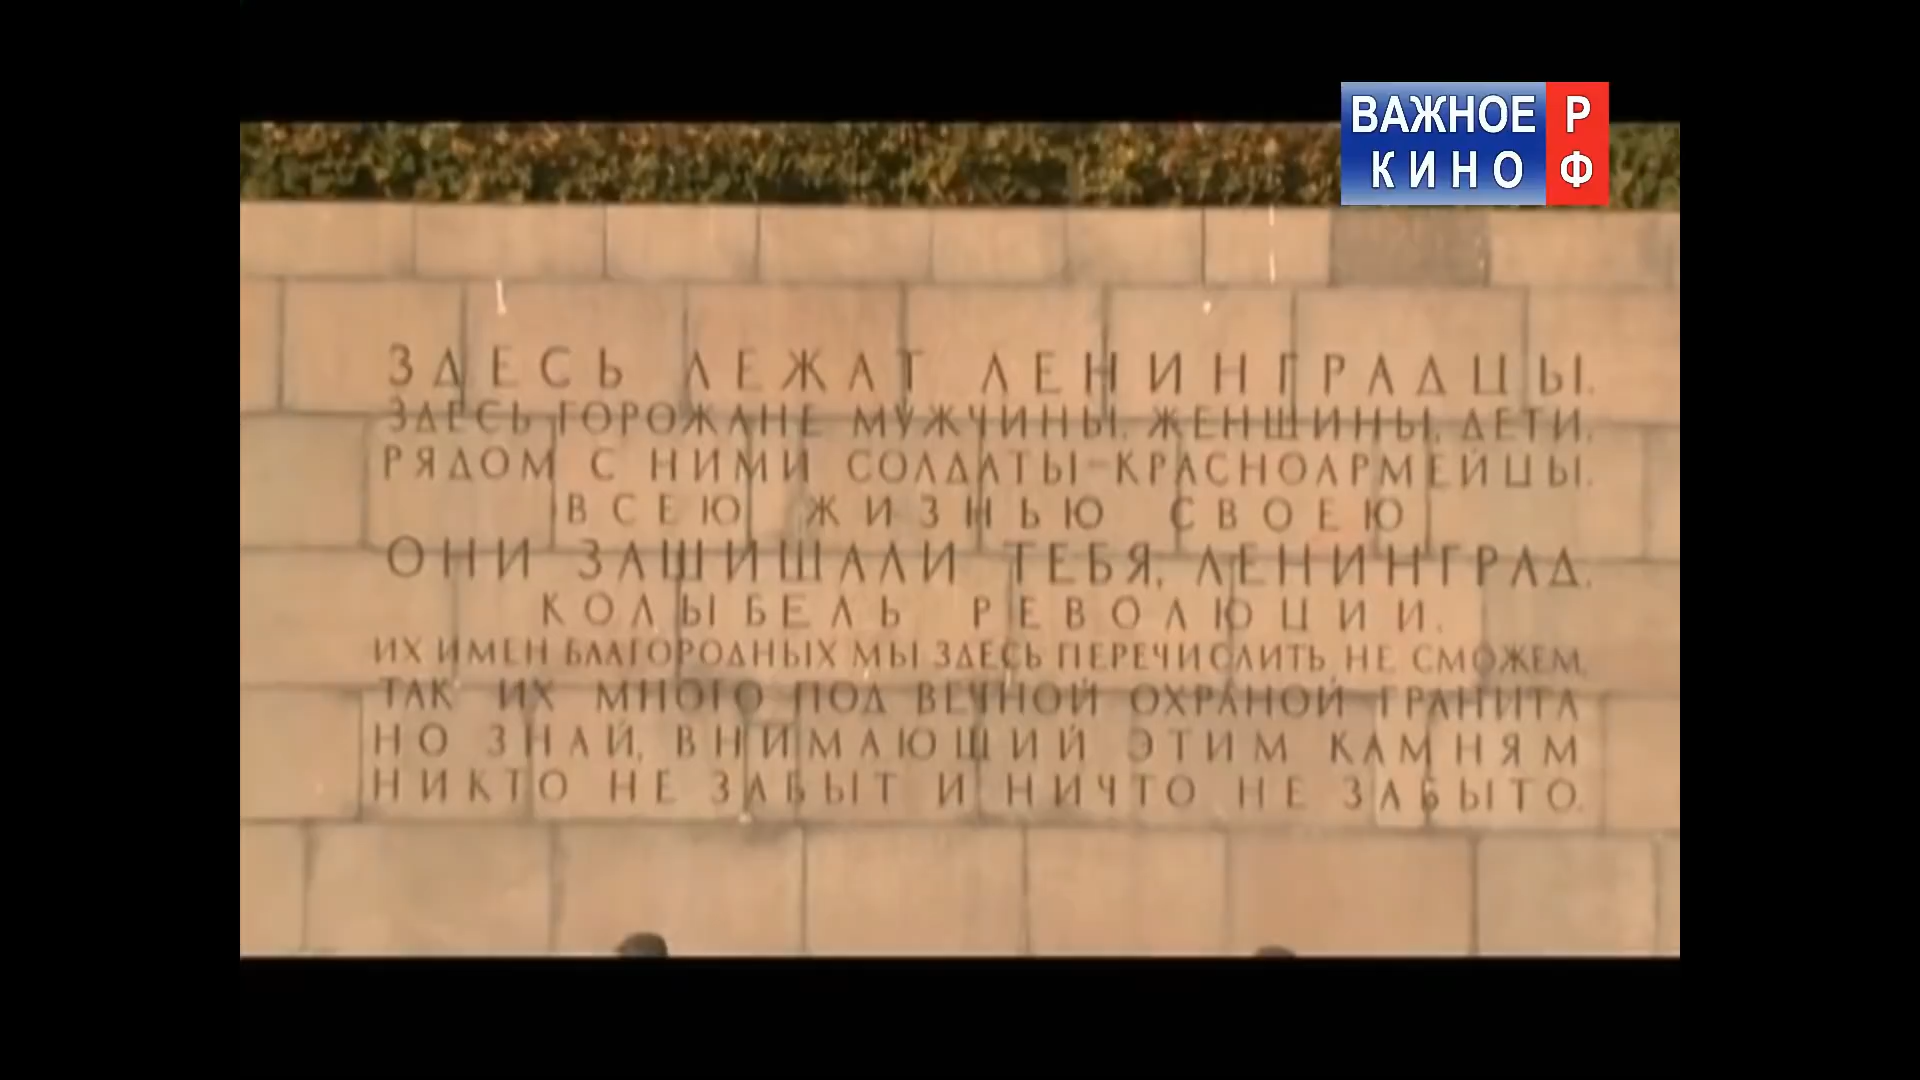 ВАЖНОЕ РФ
КИНО
ЗДЕСЬ ЛЕЖАТ ЛЕНИНГРАДЦЫ.
ЗДЕСЬ ГОРОЖАНЕ МУЖЧИНЫ, ЖЕНЩИНЫ, ДЕТИ.
РЯДОМ С НИМИ СОЛДАТЫ-КРАСНОАРМЕЙЦЫ.
ВСЕЮ ЖИЗНЬЮ СВОЕЮ
ОНИ ЗАЩИЩАЛИ ТЕБЯ, ЛЕНИНГРАД,
КОЛЫБЕЛЬ РЕВОЛЮЦИИ.
ИХ ИМЕН БЛАГОРОДНЫХ МЫ ЗДЕСЬ ПЕРЕЧИСЛИТЬ НЕ СМОЖЕМ,
ТАК ИХ МНОГО ПОД ВЕЧНОЙ ОХРАНОЙ ГРАНИТА
НО ЗНАЙ, ВНИМАЮЩИЙ ЭТИМ КАМНЯМ
НИКТО НЕ ЗАБЫТ И НИЧТО НЕ ЗАБЫТО.